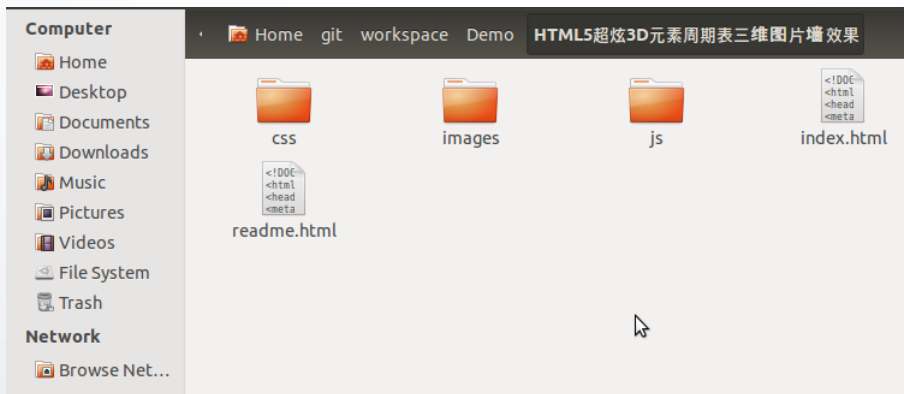 Computer
Home
Desktop
Documents
Downloads
Music
Pictures
Videos
File System
Trash
Network
Browse Net...
Home git workspace Demo HTML5超炫3D元素周期表三维图片墙效果
css images js index.html
<!DOC
<html
<head
<meta
readme.html
<!DOC
<html
<head
<meta